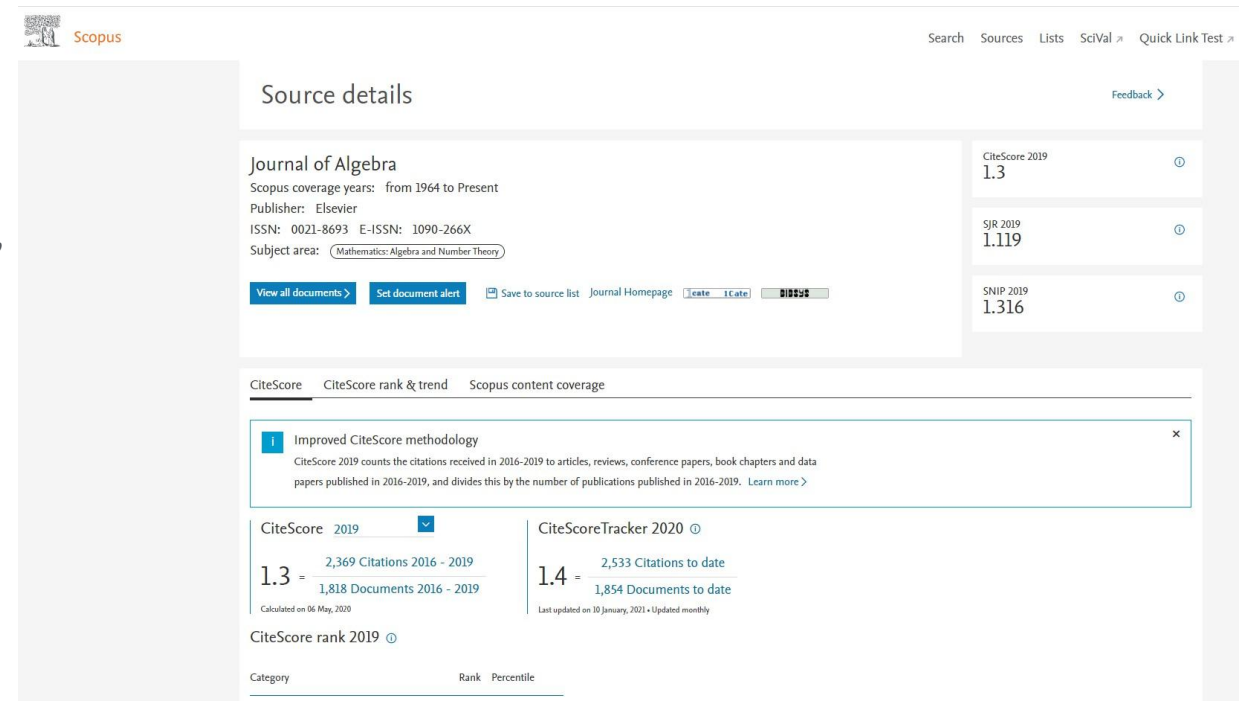 Scopus
Search Sources Lists SciVal ↗ Quick Link Test ↗
Source details
Feedback >
Journal of Algebra
Scopus coverage years: from 1964 to Present
Publisher: Elsevier
ISSN: 0021-8693 E-ISSN: 1090-266X
Subject area: Mathematics: Algebra and Number Theory
View all documents > Set document alert Save to source list Journal Homepage
CiteScore 2019
1.3
SJR 2019
1.119
SNIP 2019
1.316
CiteScore CiteScore rank & trend Scopus content coverage
i Improved CiteScore methodology ×
CiteScore 2019 counts the citations received in 2016-2019 to articles, reviews, conference papers, book chapters and data
papers published in 2016-2019, and divides this by the number of publications published in 2016-2019. Learn more >
CiteScore 2019
1.3 =
2,369 Citations 2016 - 2019
1,818 Documents 2016 - 2019
Calculated on 06 May, 2020
CiteScoreTracker 2020
1.4 =
2,533 Citations to date
1,854 Documents to date
Last updated on 10 January, 2021 • Updated monthly
CiteScore rank 2019
Category Rank Percentile